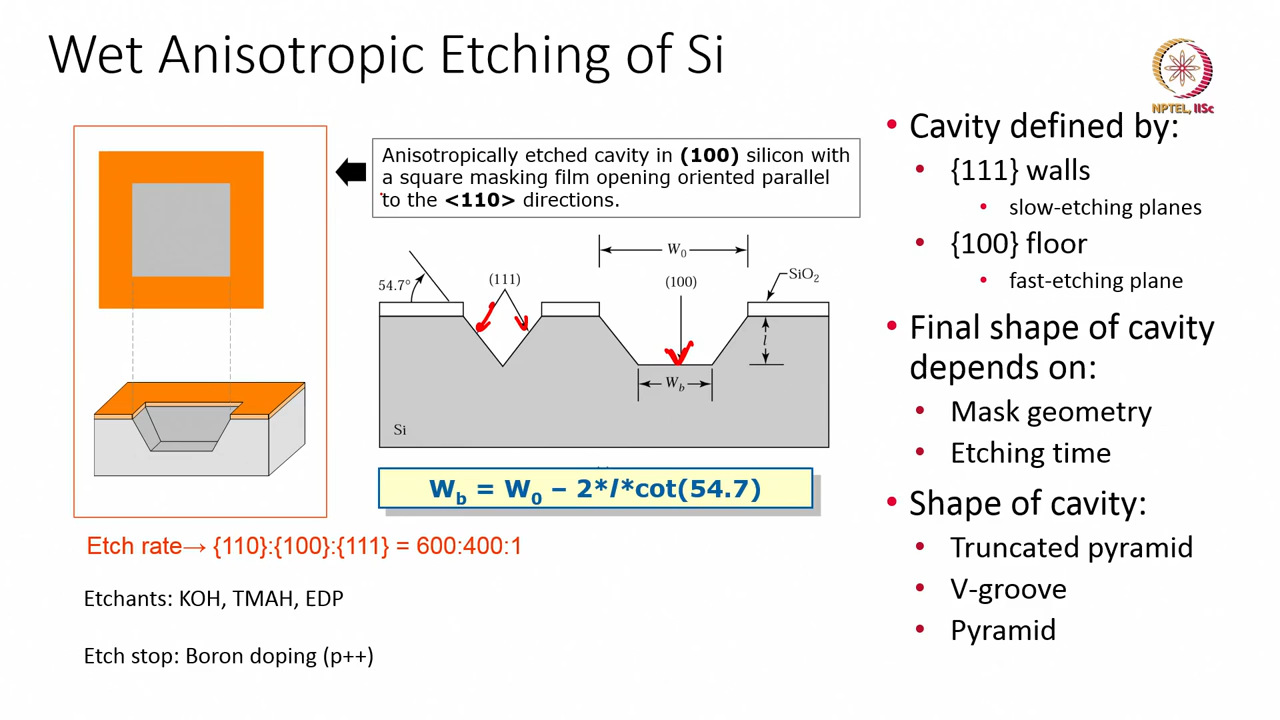 Wet Anisotropic Etching of Si
NPTEL, IISc
Anisotropically etched cavity in (100) silicon with
a square masking film opening oriented parallel
to the <110> directions.
W₀
54.7°
(111)
(100)
SiO₂
l
W_b
Si
W_b = W₀ – 2*l*cot(54.7)
Etch rate→ {110}:{100}:{111} = 600:400:1
Etchants: KOH, TMAH, EDP
Etch stop: Boron doping (p++)
• Cavity defined by:
• {111} walls
• slow-etching planes
• {100} floor
• fast-etching plane
• Final shape of cavity
depends on:
• Mask geometry
• Etching time
• Shape of cavity:
• Truncated pyramid
• V-groove
• Pyramid